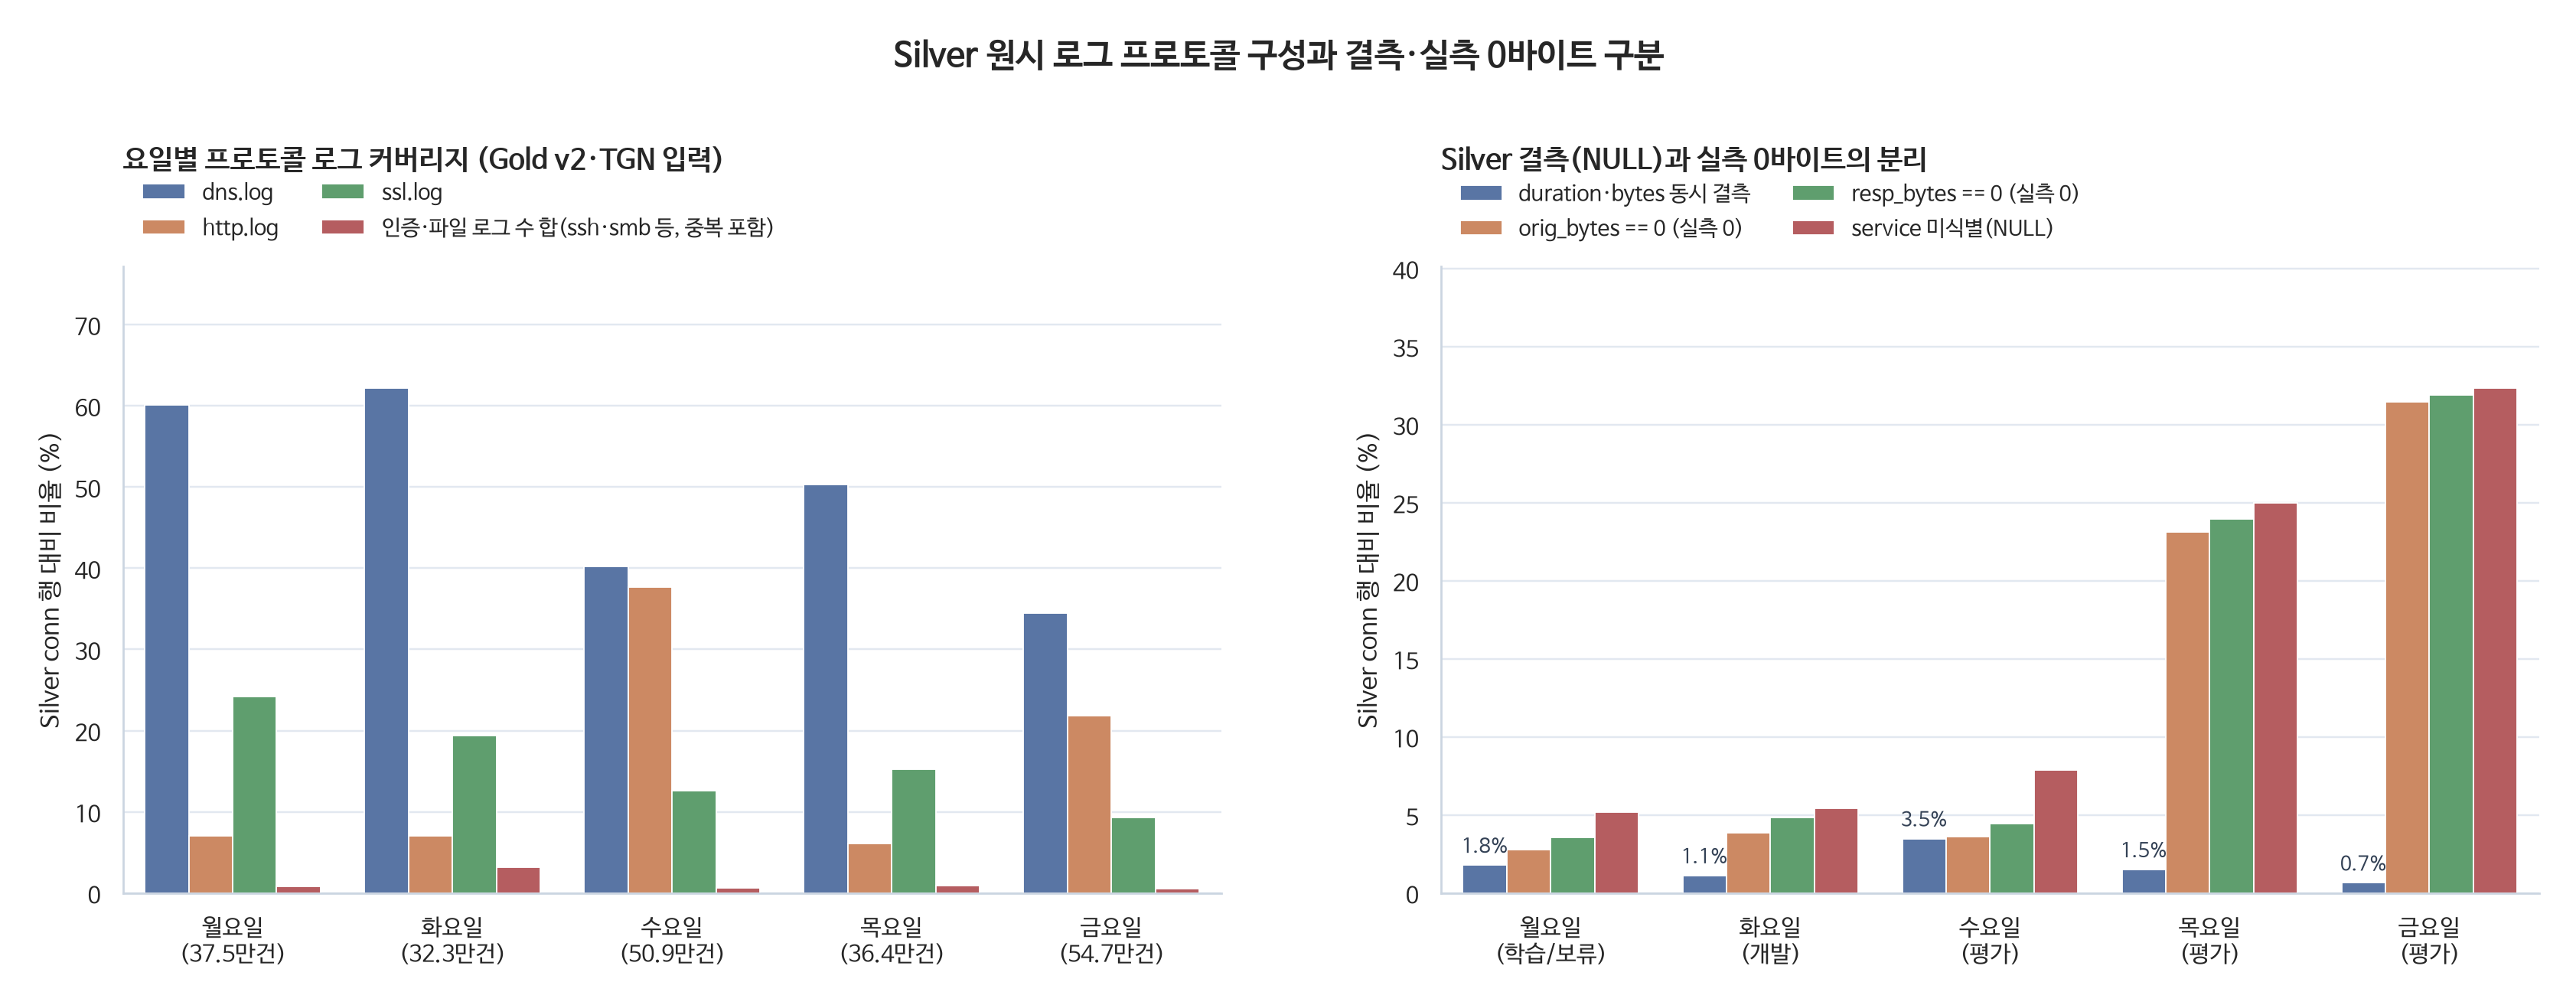 Silver 원시 로그 프로토콜 구성과 결측·실측 0바이트 구분
요일별 프로토콜 로그 커버리지 (Gold v2·TGN 입력)
dns.log
ssl.log
http.log
인증·파일 로그 수 합(ssh·smb 등, 중복 포함)
Silver conn 행 대비 비율 (%)
70
60
50
40
30
20
10
0
월요일
(37.5만건)
화요일
(32.3만건)
수요일
(50.9만건)
목요일
(36.4만건)
금요일
(54.7만건)
Silver 결측(NULL)과 실측 0바이트의 분리
duration·bytes 동시 결측
resp_bytes == 0 (실측 0)
orig_bytes == 0 (실측 0)
service 미식별(NULL)
Silver conn 행 대비 비율 (%)
40
35
30
25
20
15
10
5
0
1.8%
1.1%
3.5%
1.5%
0.7%
월요일
(학습/보류)
화요일
(개발)
수요일
(평가)
목요일
(평가)
금요일
(평가)